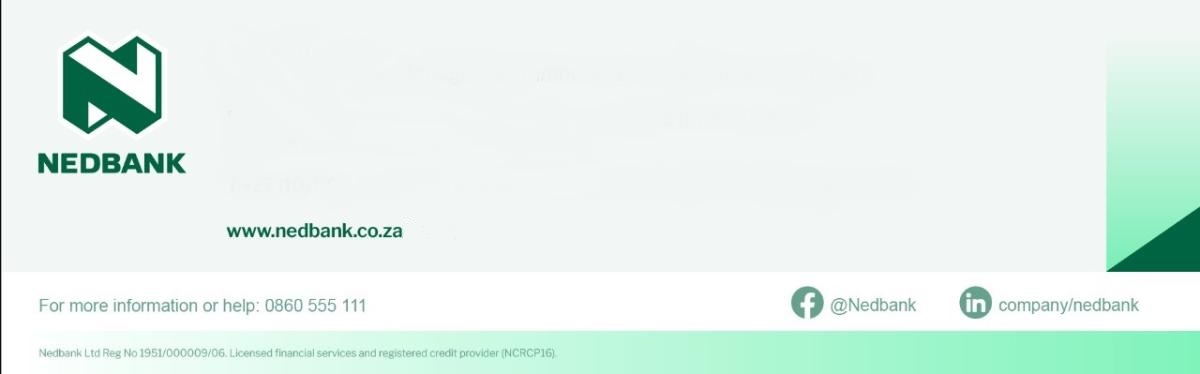 NEDBANK
www.nedbank.co.za
For more information or help: 0860 555 111
@Nedbank
company/nedbank
Nedbank Ltd Reg No 1951/000009/06. Licensed financial services and registered credit provider (NCRCP16).